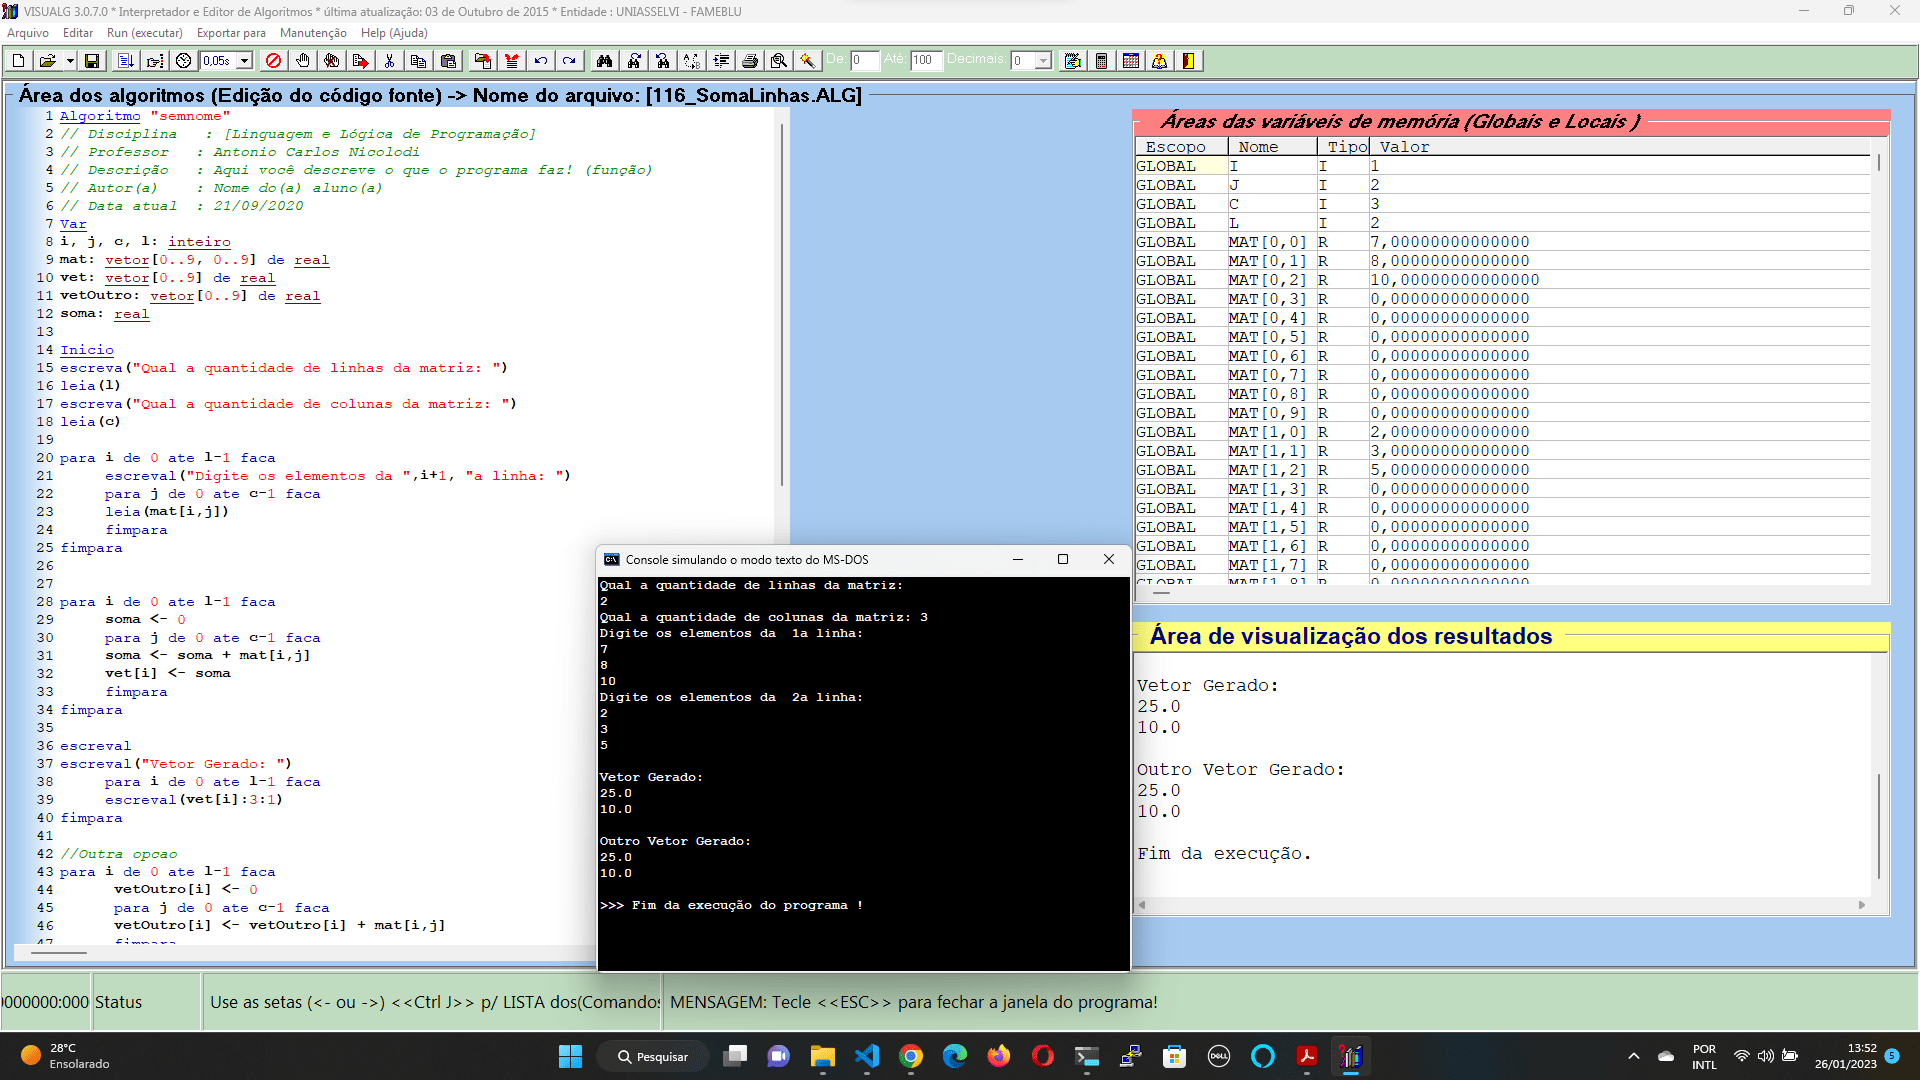 VISUALG 3.0.7.0 * Interpretador e Editor de Algoritmos * última atualização: 03 de Outubro de 2015 * Entidade : UNIASSELVI - FAMEBLU
Arquivo Editar Run (executar) Exportar para Manutenção Help (Ajuda)
0,05s De: 0 Até: 100 Decimais: 0
Área dos algoritmos (Edição do código fonte) -> Nome do arquivo: [116_SomaLinhas.ALG]
1 Algoritmo "semnome"
2 // Disciplina : [Linguagem e Lógica de Programação]
3 // Professor : Antonio Carlos Nicolodi
4 // Descrição : Aqui você descreve o que o programa faz! (função)
5 // Autor(a) : Nome do(a) aluno(a)
6 // Data atual : 21/09/2020
7 Var
8 i, j, c, l: inteiro
9 mat: vetor[0..9, 0..9] de real
10 vet: vetor[0..9] de real
11 vetOutro: vetor[0..9] de real
12 soma: real
13
14 Inicio
15 escreva("Qual a quantidade de linhas da matriz: ")
16 leia(l)
17 escreva("Qual a quantidade de colunas da matriz: ")
18 leia(c)
19
20 para i de 0 ate l-1 faca
21 escreval("Digite os elementos da ",i+1, "a linha: ")
22 para j de 0 ate c-1 faca
23 leia(mat[i,j])
24 fimpara
25 fimpara
26
27
28 para i de 0 ate l-1 faca
29 soma <- 0
30 para j de 0 ate c-1 faca
31 soma <- soma + mat[i,j]
32 vet[i] <- soma
33 fimpara
34 fimpara
35
36 escreval
37 escreval("Vetor Gerado: ")
38 para i de 0 ate l-1 faca
39 escreval(vet[i]:3:1)
40 fimpara
41
42 //Outra opcao
43 para i de 0 ate l-1 faca
44 vetOutro[i] <- 0
45 para j de 0 ate c-1 faca
46 vetOutro[i] <- vetOutro[i] + mat[i,j]
47 fimpara
Console simulando o modo texto do MS-DOS
Qual a quantidade de linhas da matriz:
2
Qual a quantidade de colunas da matriz: 3
Digite os elementos da 1a linha:
7
8
10
Digite os elementos da 2a linha:
2
3
5
Vetor Gerado:
25.0
10.0
Outro Vetor Gerado:
25.0
10.0
>>> Fim da execução do programa !
Áreas das variáveis de memória (Globais e Locais )
Escopo Nome Tipo Valor
GLOBAL I I 1
GLOBAL J I 2
GLOBAL C I 3
GLOBAL L I 2
GLOBAL MAT[0,0] R 7,00000000000000
GLOBAL MAT[0,1] R 8,00000000000000
GLOBAL MAT[0,2] R 10,00000000000000
GLOBAL MAT[0,3] R 0,00000000000000
GLOBAL MAT[0,4] R 0,00000000000000
GLOBAL MAT[0,5] R 0,00000000000000
GLOBAL MAT[0,6] R 0,00000000000000
GLOBAL MAT[0,7] R 0,00000000000000
GLOBAL MAT[0,8] R 0,00000000000000
GLOBAL MAT[0,9] R 0,00000000000000
GLOBAL MAT[1,0] R 2,00000000000000
GLOBAL MAT[1,1] R 3,00000000000000
GLOBAL MAT[1,2] R 5,00000000000000
GLOBAL MAT[1,3] R 0,00000000000000
GLOBAL MAT[1,4] R 0,00000000000000
GLOBAL MAT[1,5] R 0,00000000000000
GLOBAL MAT[1,6] R 0,00000000000000
GLOBAL MAT[1,7] R 0,00000000000000
GLOBAL MAT[1,8] R 0,00000000000000
Área de visualização dos resultados
Vetor Gerado:
25.0
10.0
Outro Vetor Gerado:
25.0
10.0
Fim da execução.
000000:000 Status Use as setas (<- ou ->) <<Ctrl J>> p/ LISTA dos(Comandos MENSAGEM: Tecle <<ESC>> para fechar a janela do programa!
28°C
Ensolarado
Pesquisar
DELL
POR
INTL
13:52
26/01/2023
5